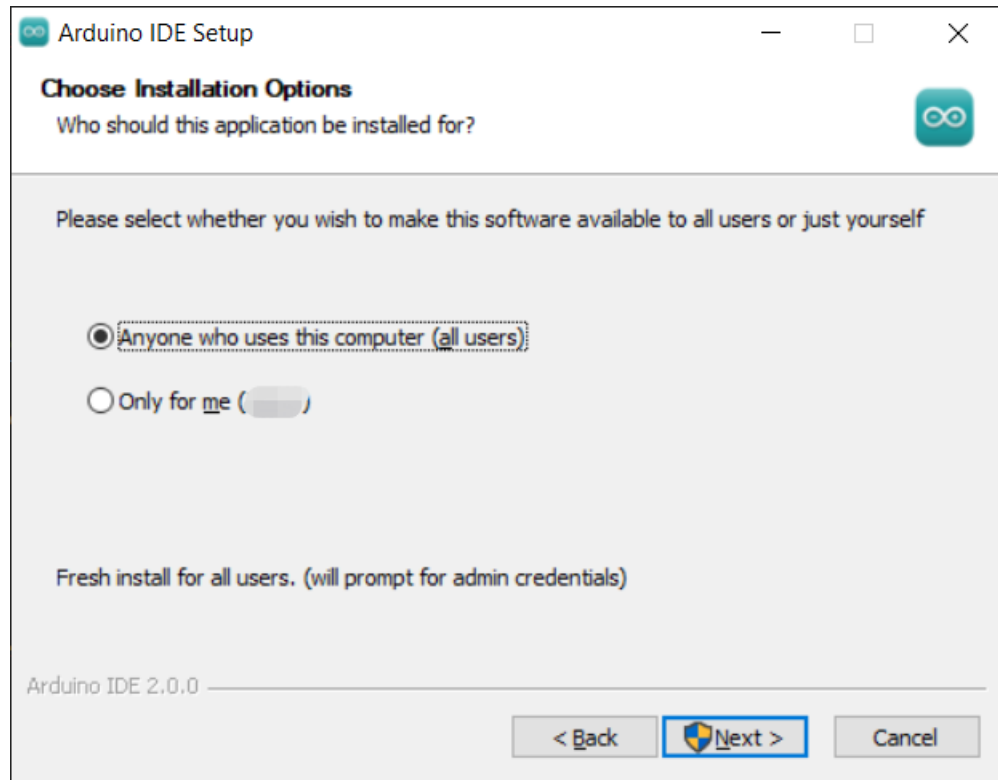 Arduino IDE Setup
Choose Installation Options
Who should this application be installed for?
Please select whether you wish to make this software available to all users or just yourself
Anyone who uses this computer (all users)
Only for me ( )
Fresh install for all users. (will prompt for admin credentials)
Arduino IDE 2.0.0
< Back Next > Cancel